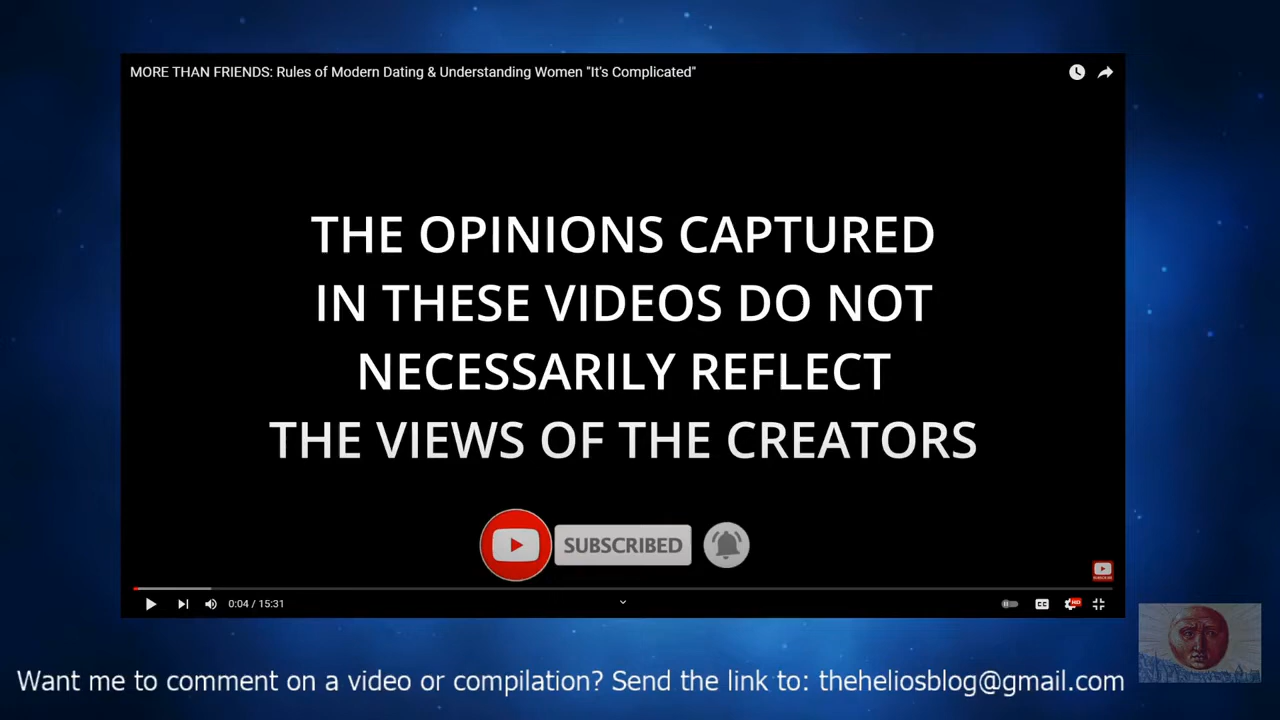 MORE THAN FRIENDS: Rules of Modern Dating & Understanding Women "It's Complicated"
THE OPINIONS CAPTURED
IN THESE VIDEOS DO NOT
NECESSARILY REFLECT
THE VIEWS OF THE CREATORS
SUBSCRIBED
0:04 / 15:31
CC
HD
Want me to comment on a video or compilation? Send the link to: theheliosblog@gmail.com